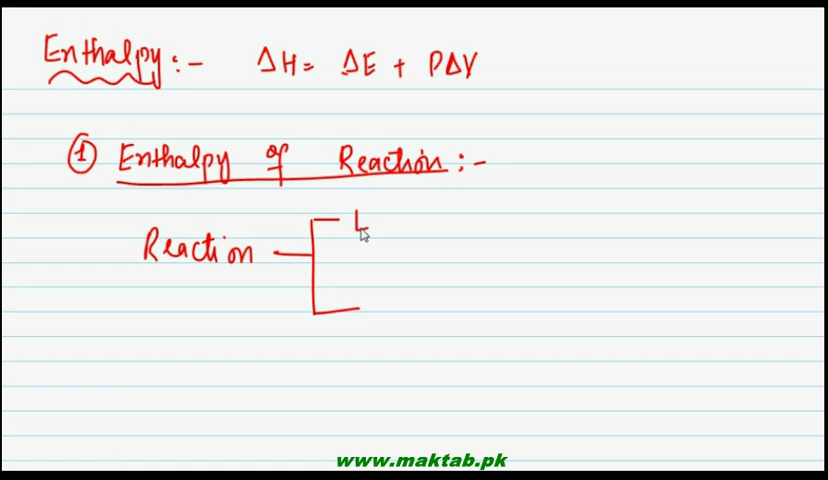 Enthalpy:- ΔH = ΔE + PΔV
① Enthalpy of Reaction:-
Reaction
www.maktab.pk